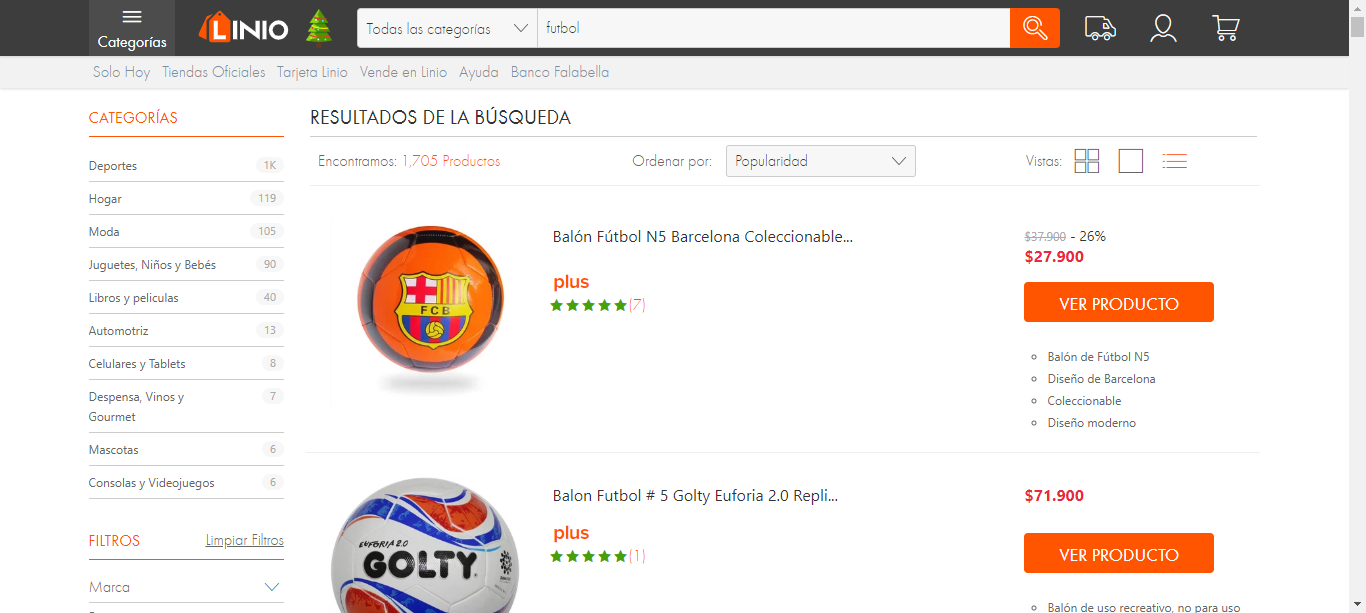 Categorías
LINIO
Todas las categorías
futbol
Solo Hoy Tiendas Oficiales Tarjeta Linio Vende en Linio Ayuda Banco Falabella
CATEGORÍAS
Deportes 1K
Hogar 119
Moda 105
Juguetes, Niños y Bebés 90
Libros y peliculas 40
Automotriz 13
Celulares y Tablets 8
Despensa, Vinos y 7
Gourmet
Mascotas 6
Consolas y Videojuegos 6
FILTROS Limpiar Filtros
Marca
RESULTADOS DE LA BÚSQUEDA
Encontramos: 1,705 Productos Ordenar por: Popularidad Vistas:
FCB
Balón Fútbol N5 Barcelona Coleccionable...
plus
(7)
$37.900 - 26%
$27.900
VER PRODUCTO
Balón de Fútbol N5
Diseño de Barcelona
Coleccionable
Diseño moderno
EUFORIA 2.0
GOLTY
Balon Futbol # 5 Golty Euforia 2.0 Repli...
plus
(1)
$71.900
VER PRODUCTO
Balón de uso recreativo, no para uso